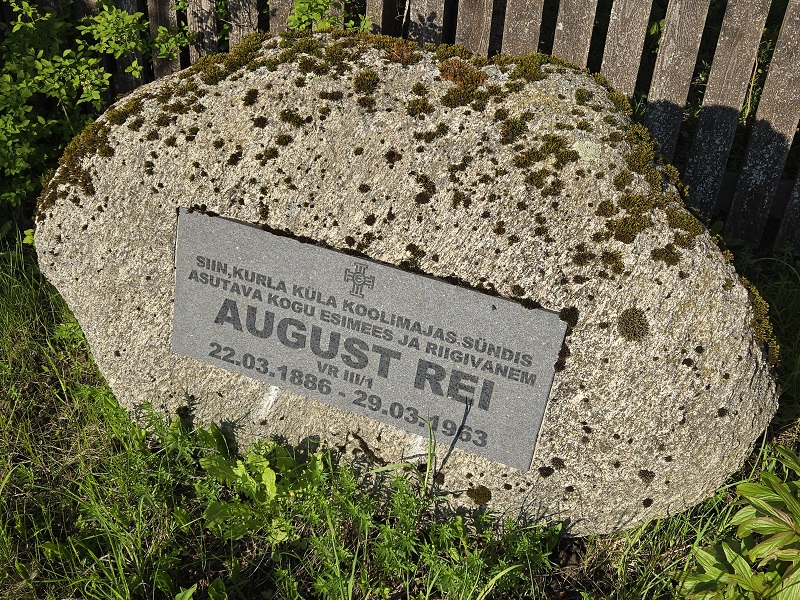 SIIN, KURLA KÜLA KOOLIMAJAS SÜNDIS
ASUTAVA KOGU ESIMEES JA RIIGIVANEM
AUGUST REI
VR III/1
22.03.1886 - 29.03.1963